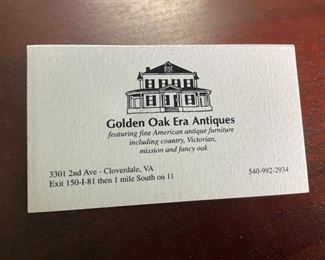 Golden Oak Era Antiques
featuring fine American antique furniture
including country, Victorian,
mission and fancy oak
3301 2nd Ave - Cloverdale, VA
Exit 150-I-81 then 1 mile South on 11
540-992-2934